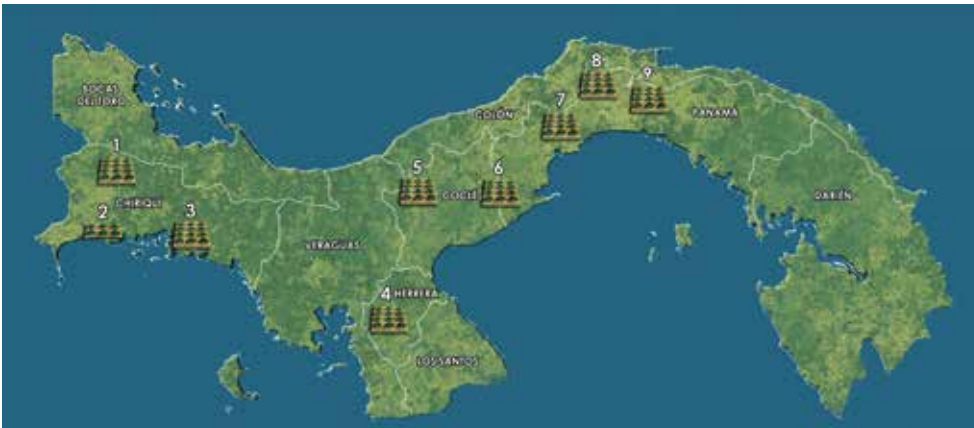 BOCAS
DEL TORO
1
CHIRIQUÍ
2
3
VERAGUAS
4
HERRERA
LOS SANTOS
5
COCLÉ
6
COLÓN
7
8
9
PANAMÁ
DARIÉN